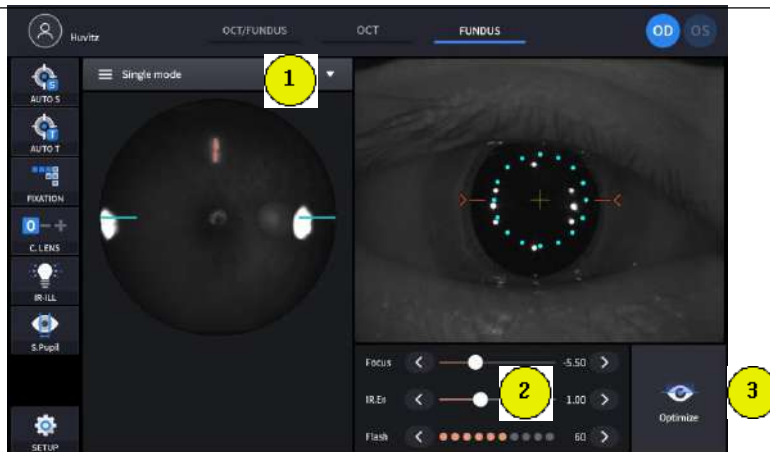 Huvitz
OCT/FUNDUS
OCT
FUNDUS
OD
OS
Single mode
1
S
AUTO S
T
AUTO T
FIXATION
0 - +
C. LENS
IR-ILL
S.Pupil
SETUP
Focus
-5.50
IR.En
1.00
2
Flash
60
Optimize
3